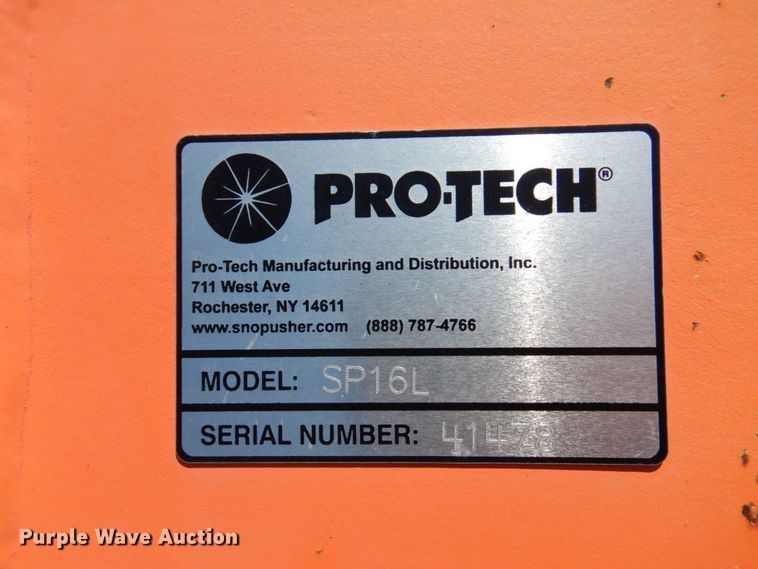 PRO-TECH®
Pro-Tech Manufacturing and Distribution, Inc.
711 West Ave
Rochester, NY 14611
www.snopusher.com (888) 787-4766
MODEL: SP16L
SERIAL NUMBER:
Purple Wave Auction